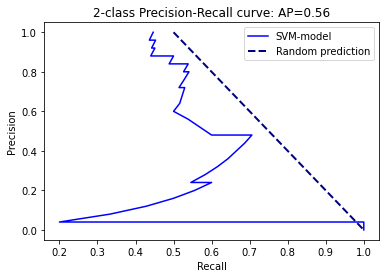 2-class Precision-Recall curve: AP=0.56
SVM-model
Random prediction
Precision
1.0
0.8
0.6
0.4
0.2
0.0
0.2 0.3 0.4 0.5 0.6 0.7 0.8 0.9 1.0
Recall